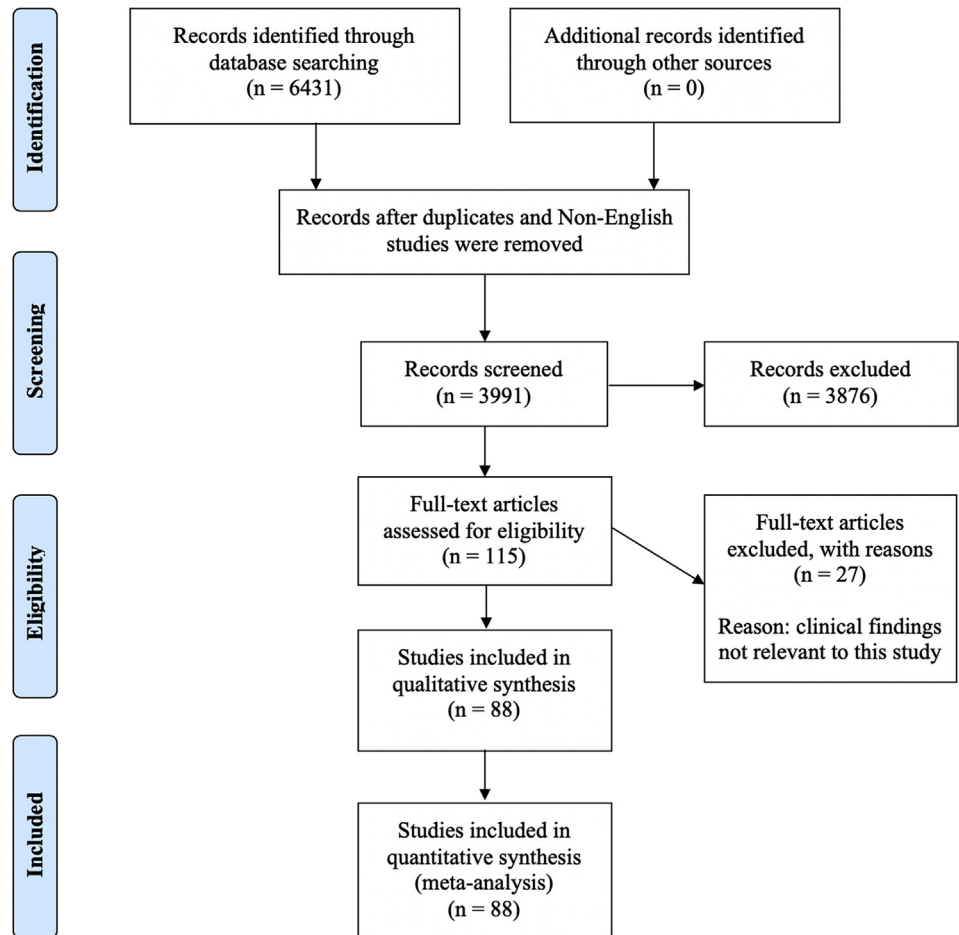 Identification
Records identified through
database searching
(n = 6431)
Additional records identified
through other sources
(n = 0)
Records after duplicates and Non-English
studies were removed
Screening
Records screened
(n = 3991)
Records excluded
(n = 3876)
Eligibility
Full-text articles
assessed for eligibility
(n = 115)
Full-text articles
excluded, with reasons
(n = 27)
Reason: clinical findings
not relevant to this study
Studies included in
qualitative synthesis
(n = 88)
Included
Studies included in
quantitative synthesis
(meta-analysis)
(n = 88)